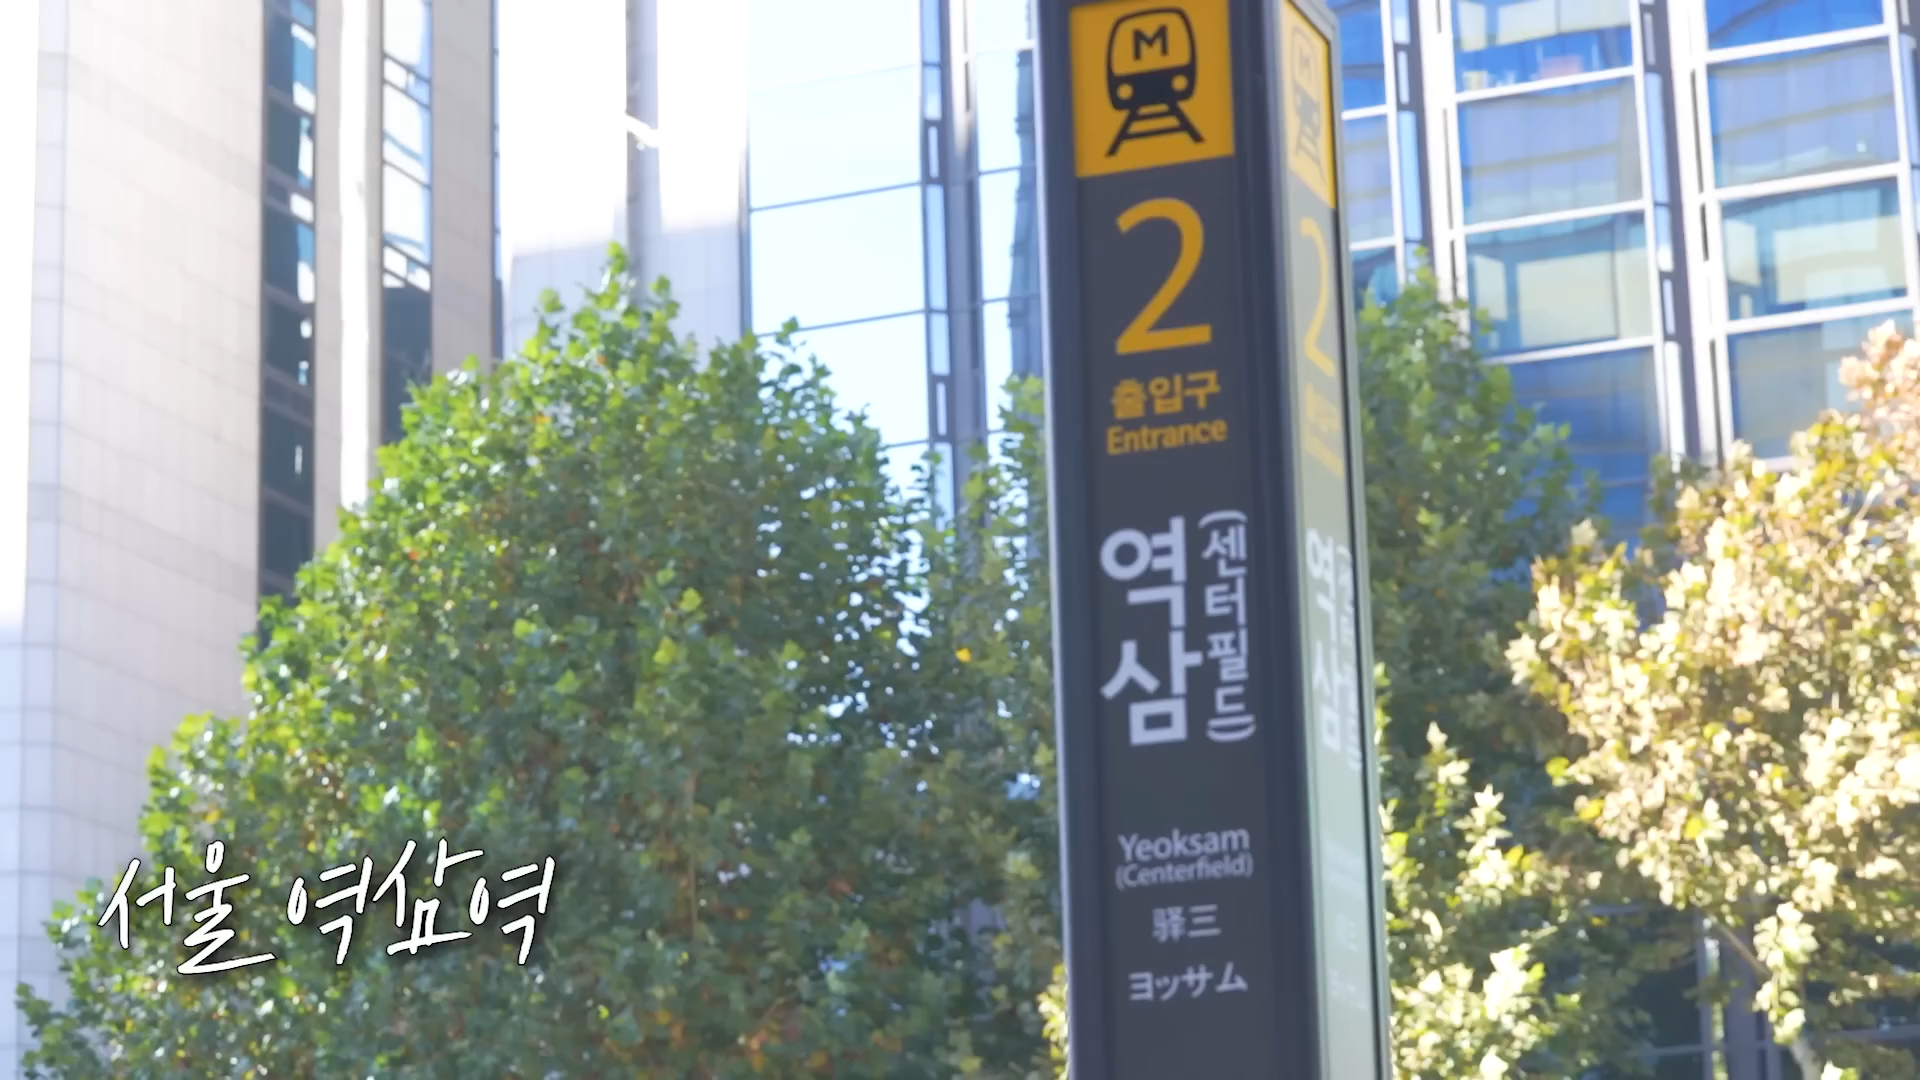 M
2
출입구
Entrance
역삼
(센터필드)
Yeoksam
(Centerfield)
驿三
ヨッサム
서울 역삼역